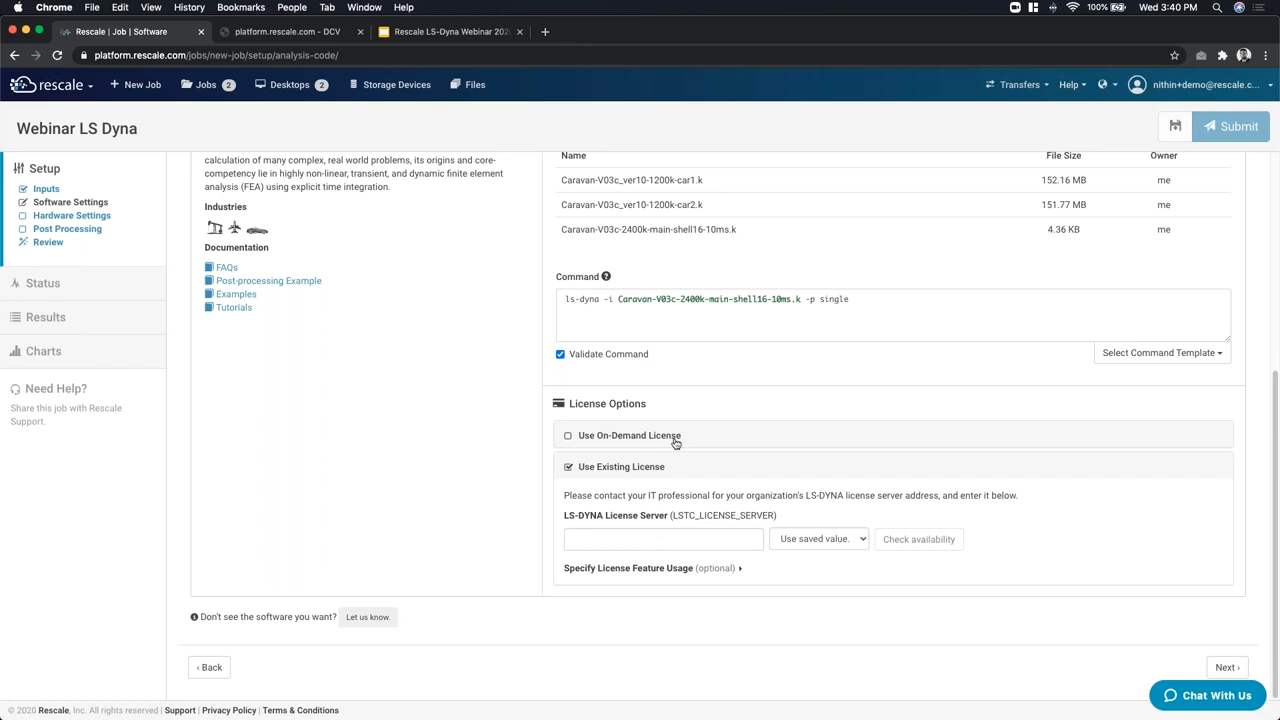 Chrome File Edit View History Bookmarks People Tab Window Help 100% Wed 3:40 PM
Rescale | Job | Software platform.rescale.com - DCV Rescale LS-Dyna Webinar 202
platform.rescale.com/jobs/new-job/setup/analysis-code/
rescale New Job Jobs 2 Desktops 2 Storage Devices Files Transfers Help nithin+demo@rescale.c...
Webinar LS Dyna Submit
Setup
Inputs
Software Settings
Hardware Settings
Post Processing
Review
Status
Results
Charts
Need Help?
Share this job with Rescale
Support.
calculation of many complex, real world problems, its origins and core-
competency lie in highly non-linear, transient, and dynamic finite element
analysis (FEA) using explicit time integration.
Industries
Documentation
FAQs
Post-processing Example
Examples
Tutorials
Name File Size Owner
Caravan-V03c_ver10-1200k-car1.k 152.16 MB me
Caravan-V03c_ver10-1200k-car2.k 151.77 MB me
Caravan-V03c-2400k-main-shell16-10ms.k 4.36 KB me
Command
ls-dyna -i Caravan-V03c-2400k-main-shell16-10ms.k -p single
Validate Command Select Command Template
License Options
Use On-Demand License
Use Existing License
Please contact your IT professional for your organization's LS-DYNA license server address, and enter it below.
LS-DYNA License Server (LSTC_LICENSE_SERVER)
Use saved value. Check availability
Specify License Feature Usage (optional)
Don't see the software you want? Let us know.
‹ Back Next ›
Chat With Us
© 2020 Rescale, Inc. All rights reserved | Support | Privacy Policy | Terms & Conditions